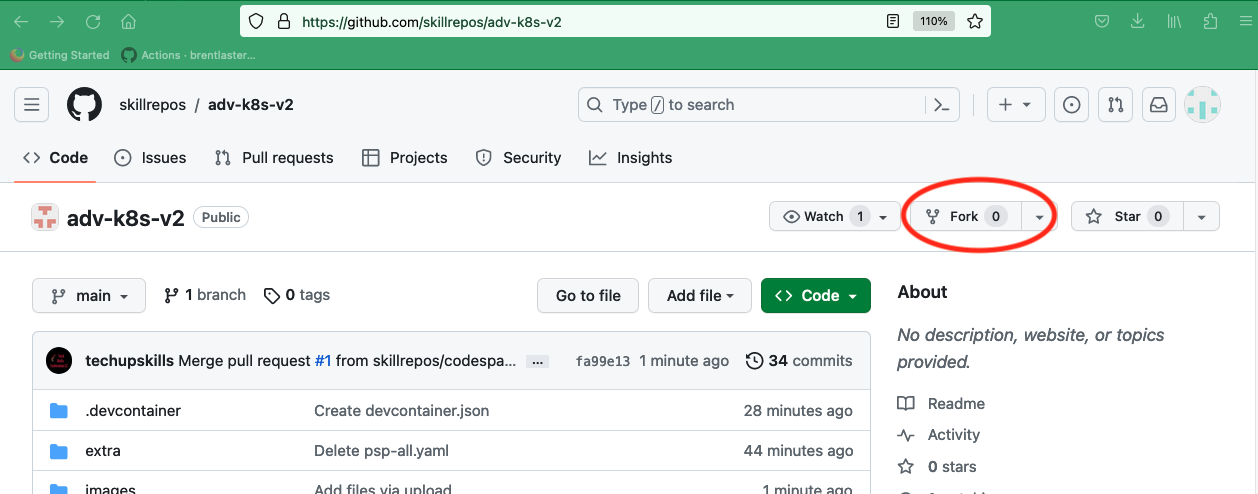 https://github.com/skillrepos/adv-k8s-v2 110%
Getting Started Actions · brentlaster...
skillrepos / adv-k8s-v2 Type / to search
Code Issues Pull requests Projects Security Insights
adv-k8s-v2 Public Watch 1 Fork 0 Star 0
main 1 branch 0 tags Go to file Add file Code
About
No description, website, or topics
provided.
techupskills Merge pull request #1 from skillrepos/codespa... ... fa99e13 1 minute ago 34 commits
.devcontainer Create devcontainer.json 28 minutes ago
extra Delete psp-all.yaml 44 minutes ago
images Add files via upload 1 minute ago
Readme
Activity
0 stars